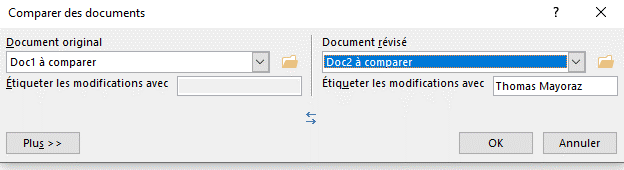 Comparer des documents
?
Document original
Document révisé
Doc1 à comparer
Doc2 à comparer
Étiqueter les modifications avec
Étiqueter les modifications avec
Thomas Mayoraz
Plus >>
OK
Annuler